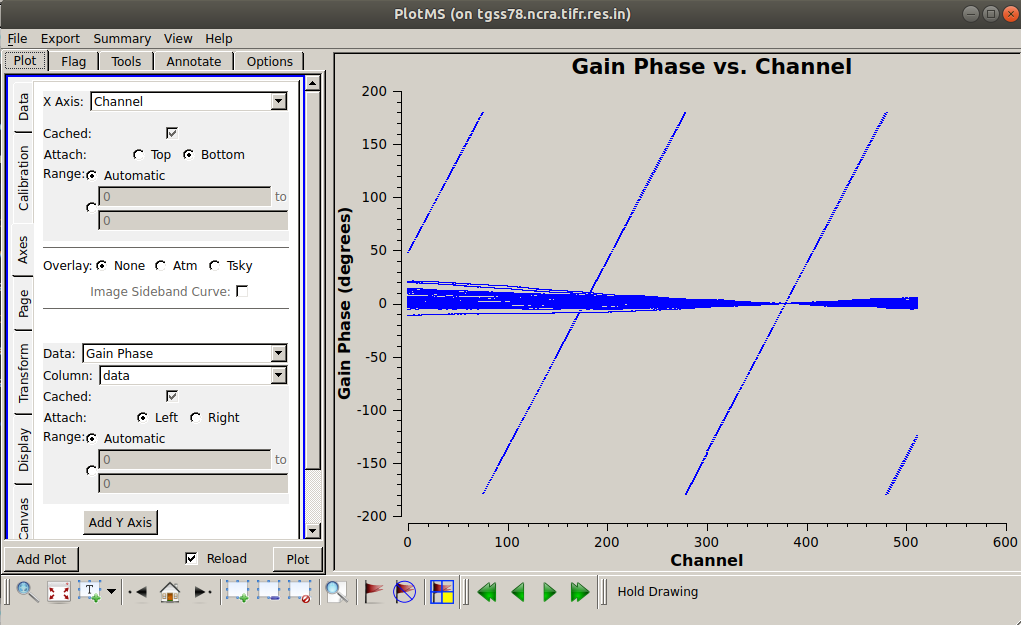 PlotMS (on tgss78.ncra.tifr.res.in)
File Export Summary View Help
Plot Flag Tools Annotate Options
Data
Calibration
Axes
Page
Transform
Display
Canvas
X Axis: Channel
Cached:
Attach: Top Bottom
Range: Automatic
0 to
0
Overlay: None Atm Tsky
Image Sideband Curve:
Data: Gain Phase
Column: data
Cached:
Attach: Left Right
Range: Automatic
0 to
0
Add Y Axis
Add Plot Reload Plot
Gain Phase vs. Channel
Gain Phase (degrees)
200
150
100
50
0
-50
-100
-150
-200
0 100 200 300 400 500 600
Channel
T
Hold Drawing